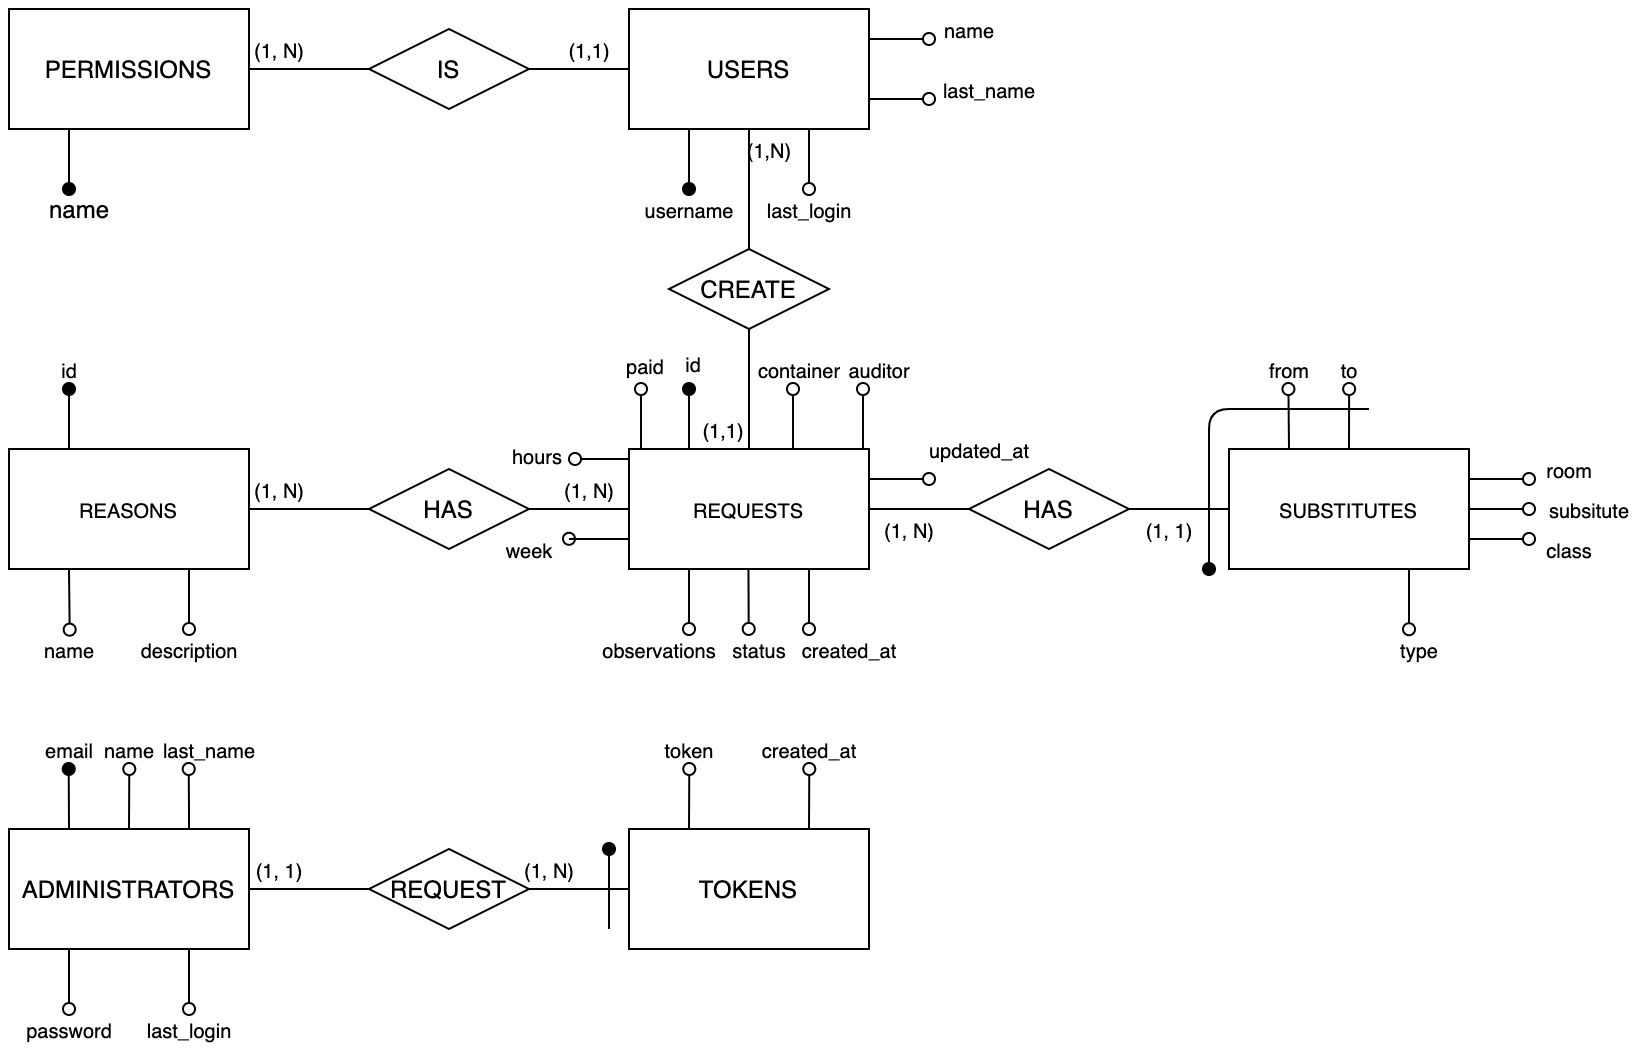 PERMISSIONS
(1, N)
IS
(1,1)
USERS
name
last_name
name
(1,N)
username
last_login
CREATE
id
paid
id
container
auditor
from
to
(1,1)
hours
updated_at
REASONS
(1, N)
HAS
(1, N)
REQUESTS
(1, N)
HAS
(1, 1)
SUBSTITUTES
room
subsitute
class
week
name
description
observations
status
created_at
type
email
name
last_name
token
created_at
ADMINISTRATORS
(1, 1)
REQUEST
(1, N)
TOKENS
password
last_login